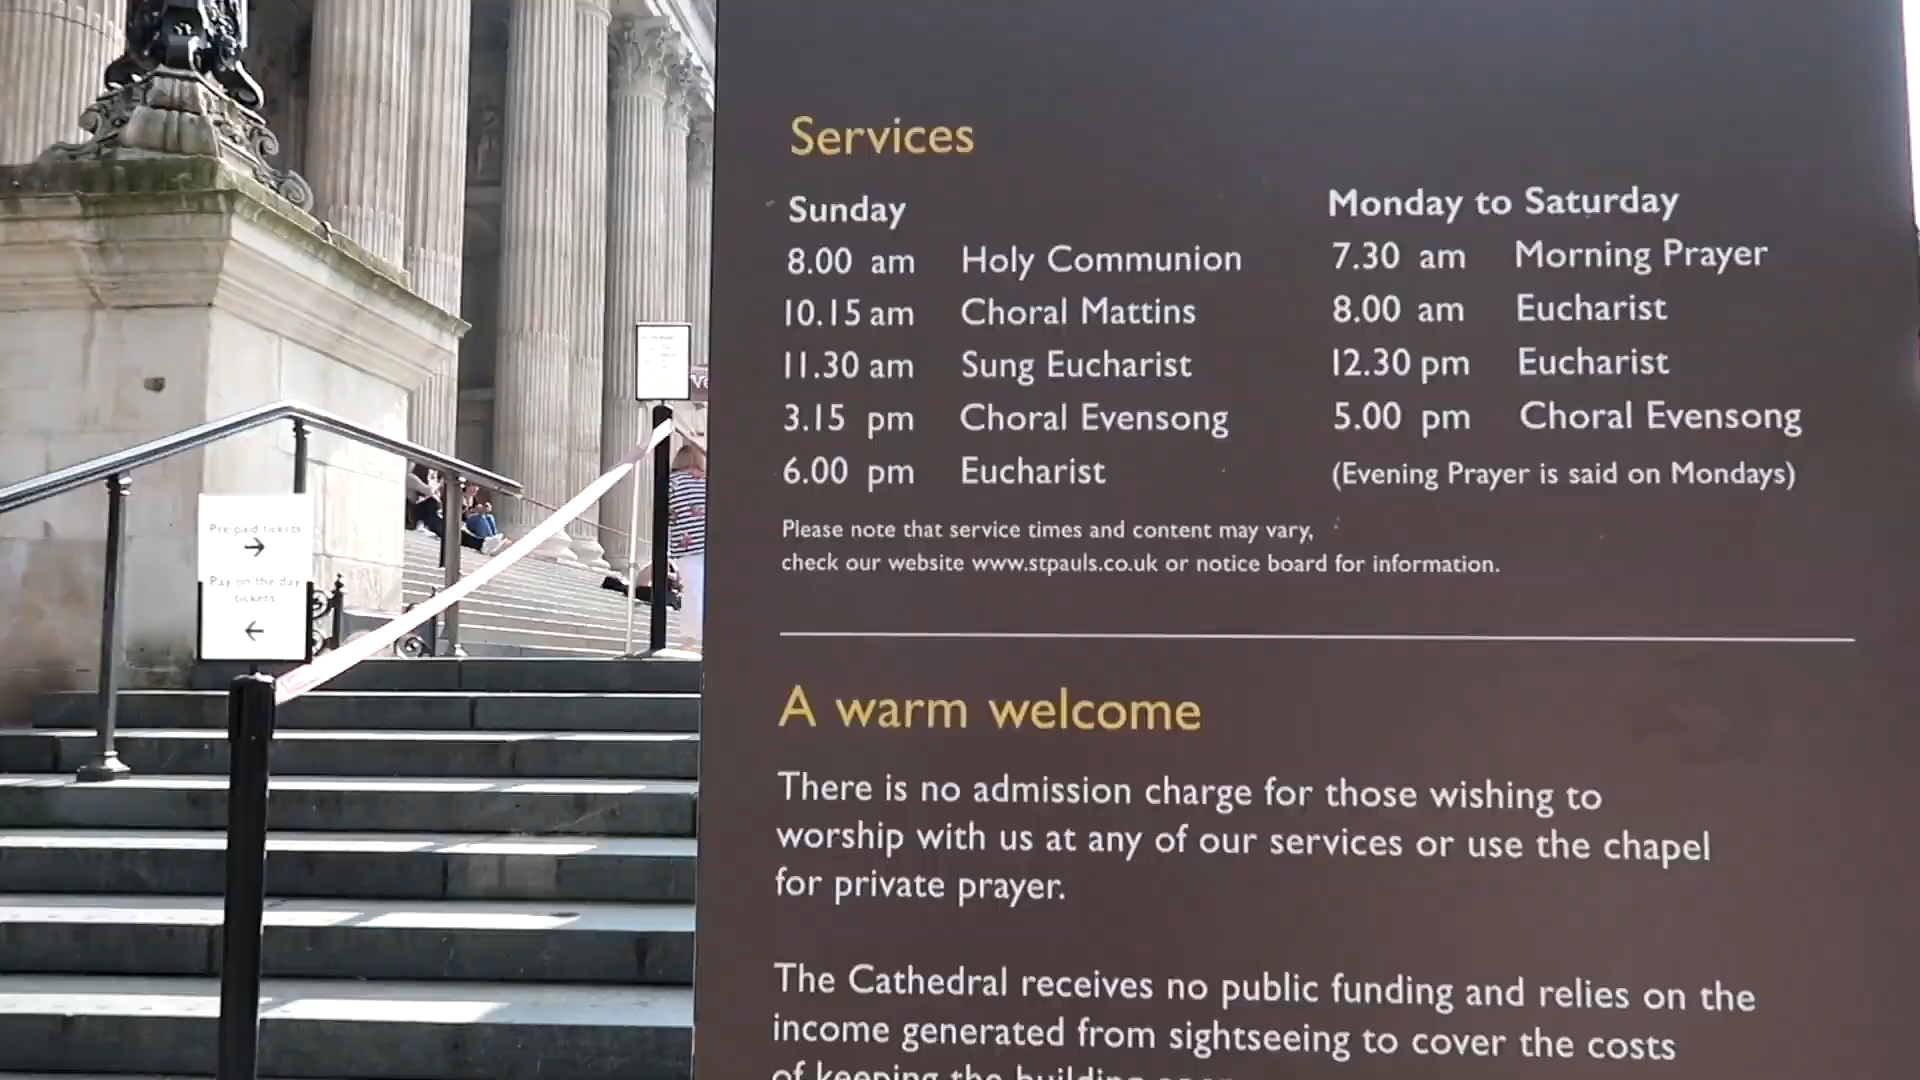 Services
Sunday
8.00 am Holy Communion
10.15 am Choral Mattins
11.30 am Sung Eucharist
3.15 pm Choral Evensong
6.00 pm Eucharist
Monday to Saturday
7.30 am Morning Prayer
8.00 am Eucharist
12.30 pm Eucharist
5.00 pm Choral Evensong
(Evening Prayer is said on Mondays)
Please note that service times and content may vary,
check our website www.stpauls.co.uk or notice board for information.
A warm welcome
There is no admission charge for those wishing to
worship with us at any of our services or use the chapel
for private prayer.
The Cathedral receives no public funding and relies on the
income generated from sightseeing to cover the costs
of keeping the building
Pre-paid tickets
→
Pay on the day
tickets
←